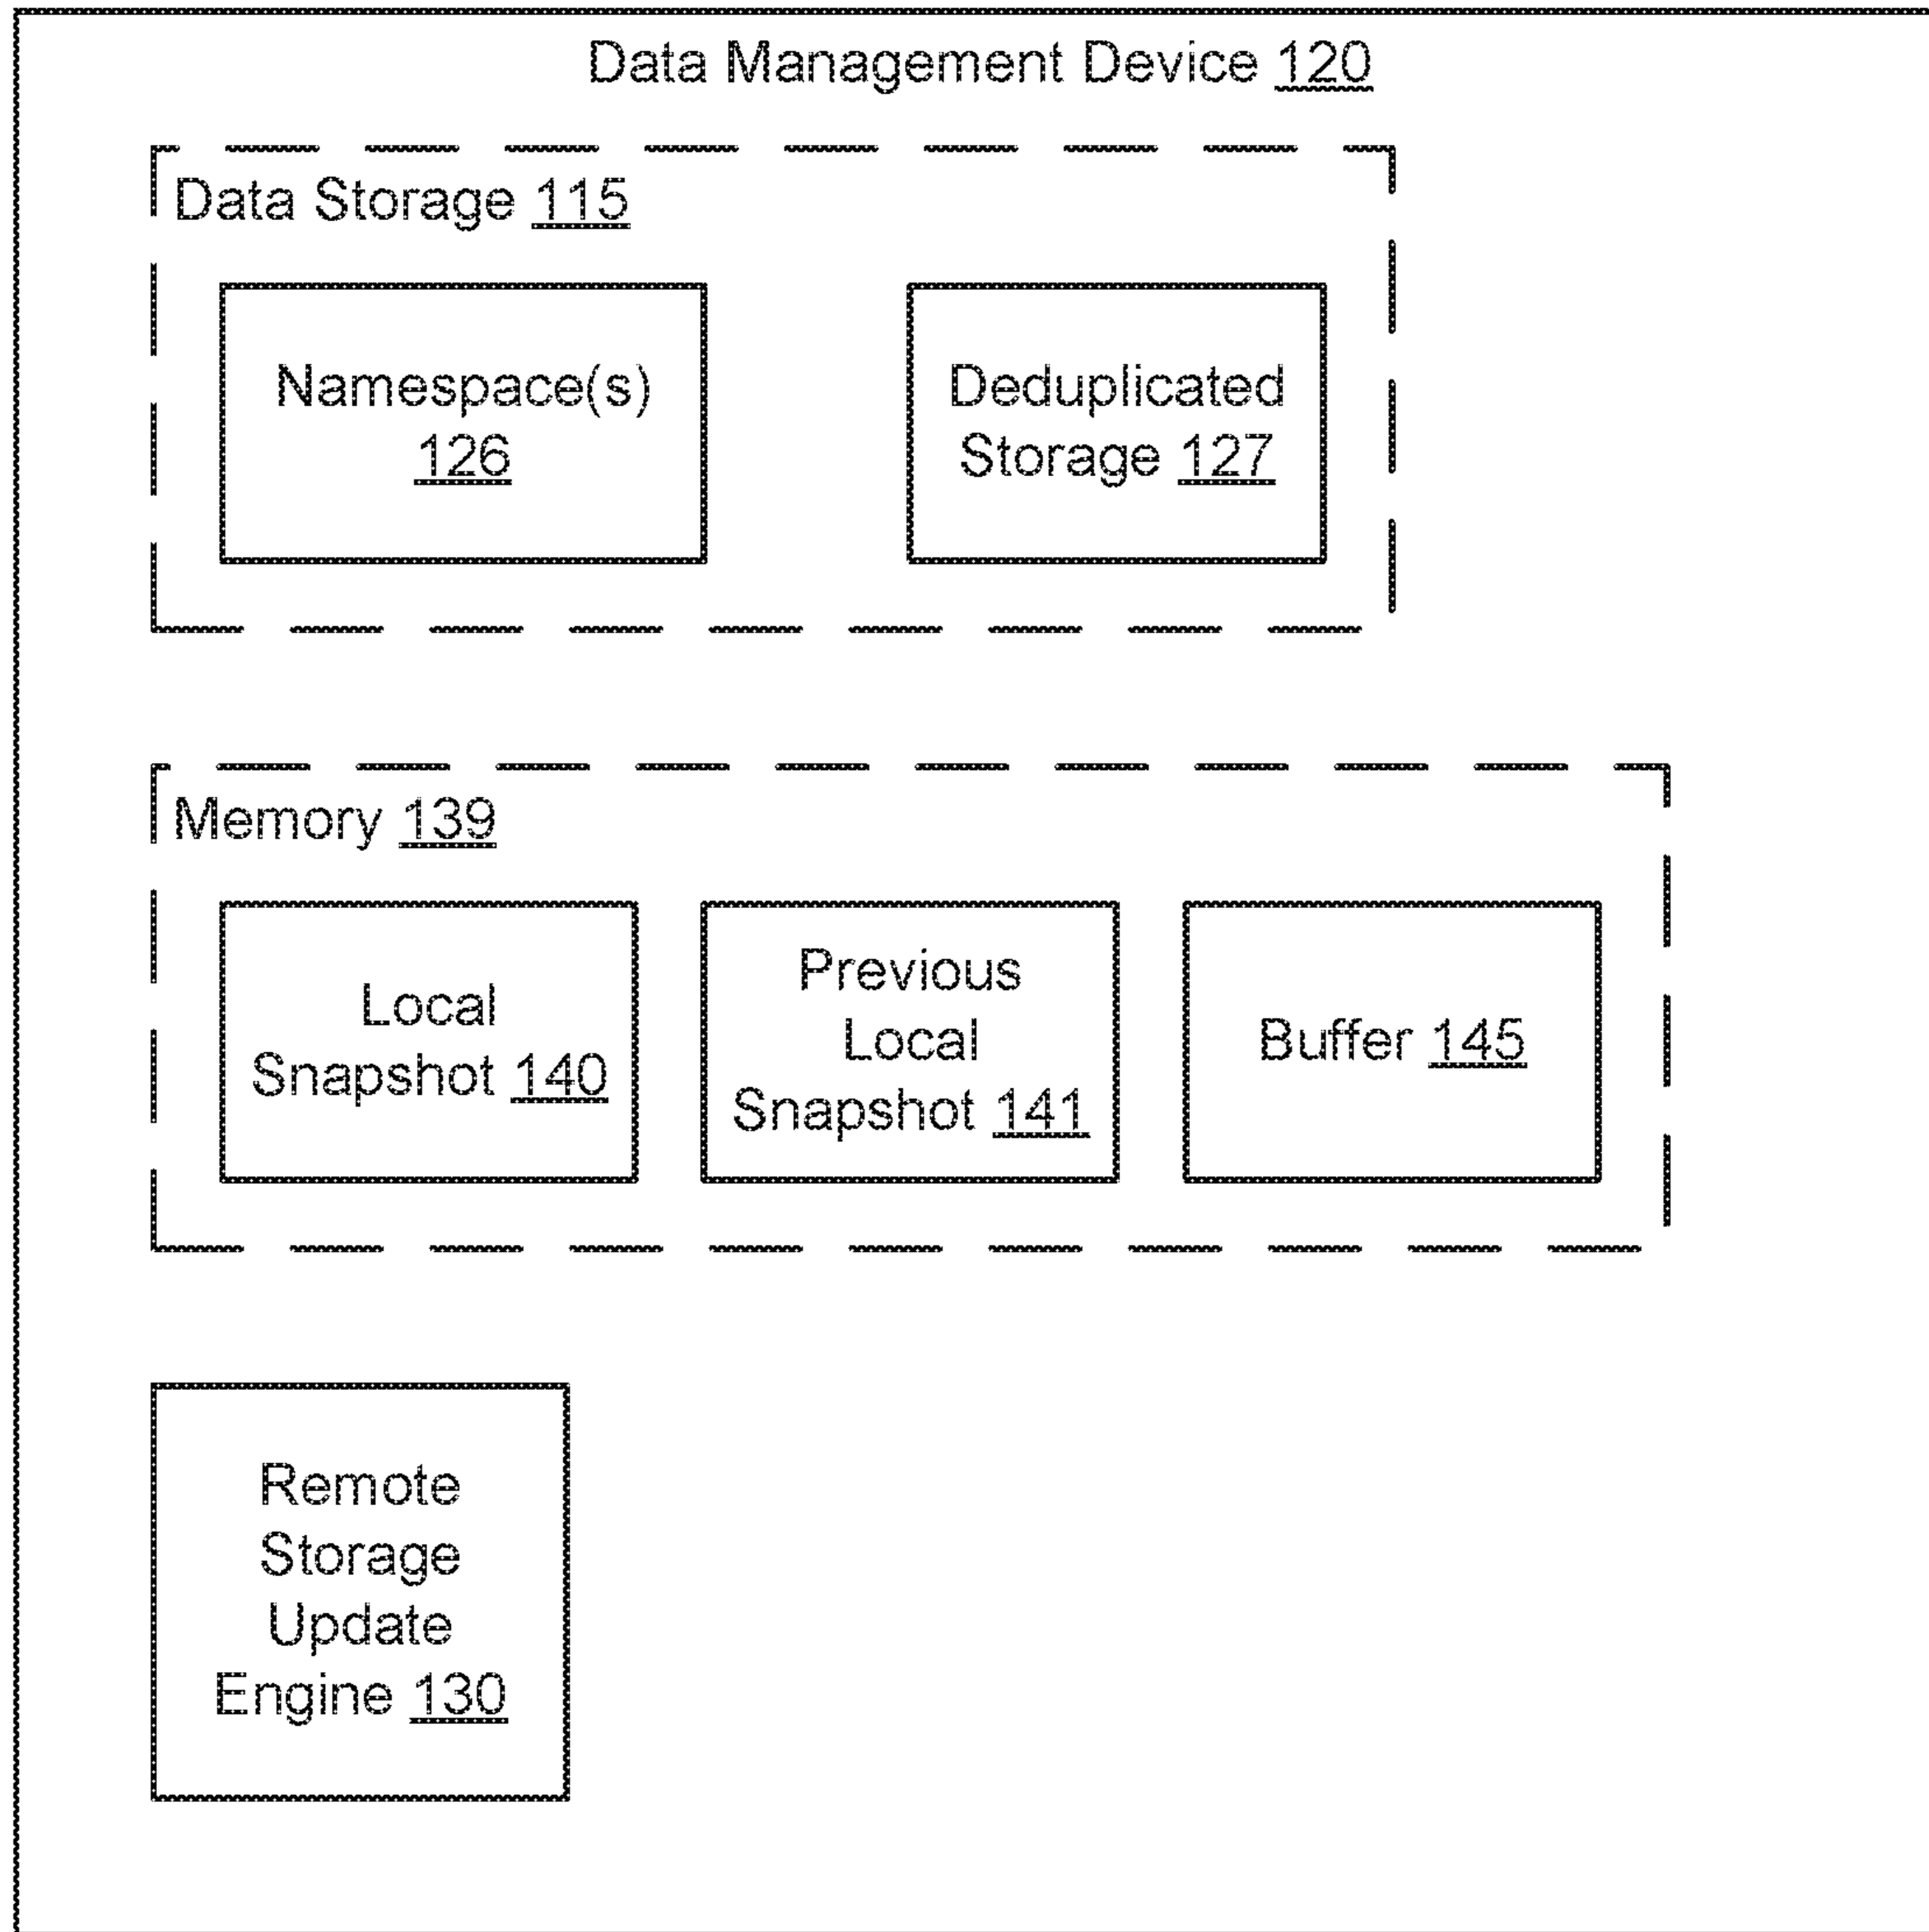 Data Management Device 120
Data Storage 115
Namespace(s)
126
Deduplicated
Storage 127
Memory 139
Local
Snapshot 140
Previous
Local
Snapshot 141
Buffer 145
Remote
Storage
Update
Engine 130